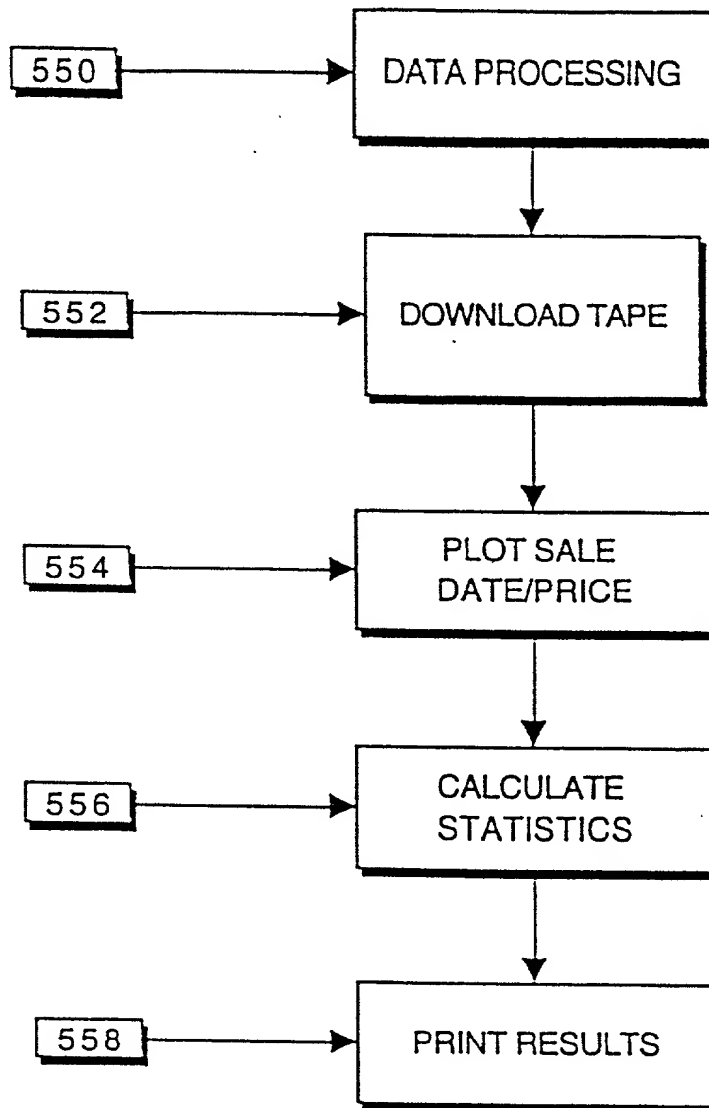 550
DATA PROCESSING
552
DOWNLOAD TAPE
554
PLOT SALE
DATE/PRICE
556
CALCULATE
STATISTICS
558
PRINT RESULTS